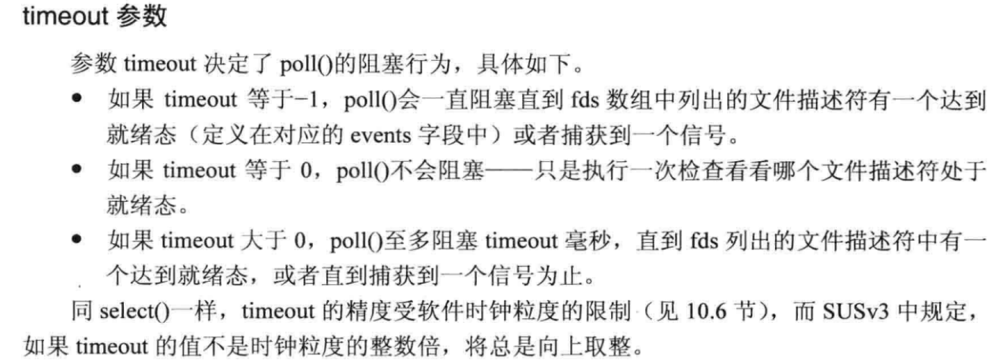 timeout 参数
参数 timeout 决定了 poll()的阻塞行为，具体如下。
● 如果 timeout 等于−1，poll()会一直阻塞直到 fds 数组中列出的文件描述符有一个达到
就绪态（定义在对应的 events 字段中）或者捕获到一个信号。
● 如果 timeout 等于 0，poll()不会阻塞——只是执行一次检查看看哪个文件描述符处于
就绪态。
● 如果 timeout 大于 0，poll()至多阻塞 timeout 毫秒，直到 fds 列出的文件描述符中有一
个达到就绪态，或者直到捕获到一个信号为止。
同 select()一样，timeout 的精度受软件时钟粒度的限制（见 10.6 节），而 SUSv3 中规定，
如果 timeout 的值不是时钟粒度的整数倍，将总是向上取整。